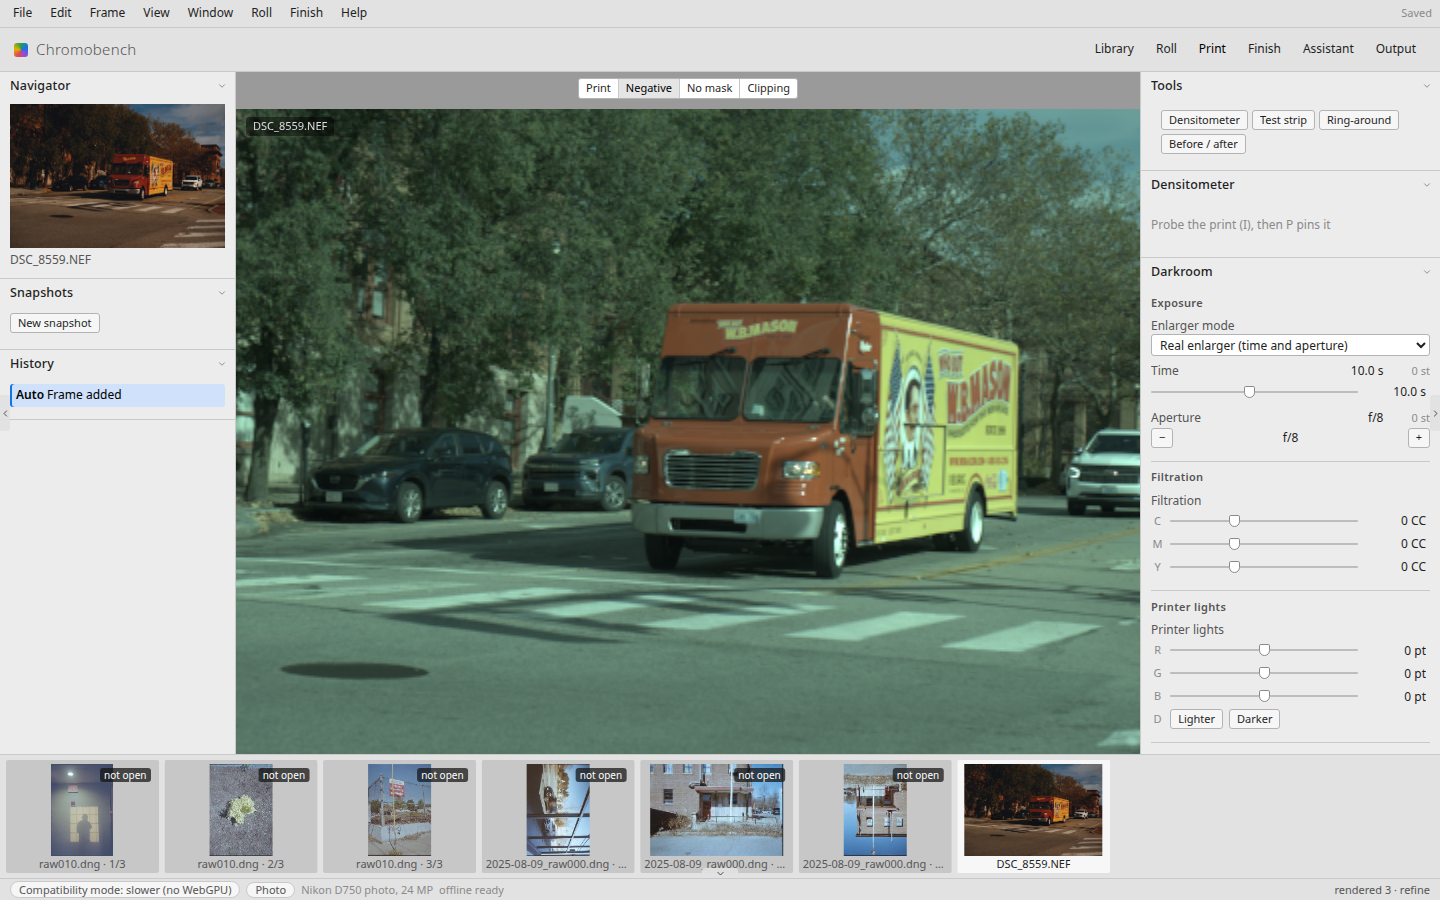 File Edit Frame View Window Roll Finish Help Saved
Chromobench Library Roll Print Finish Assistant Output
Navigator
DSC_8559.NEF
Snapshots
New snapshot
History
Auto Frame added
Print Negative No mask Clipping
DSC_8559.NEF
W.B.MASON
W.B.MASON
Tools
Densitometer Test strip Ring-around
Before / after
Densitometer
Probe the print (I), then P pins it
Darkroom
Exposure
Enlarger mode
Real enlarger (time and aperture)
Time 10.0 s 0 st
10.0 s
Aperture f/8 0 st
− f/8 +
Filtration
Filtration
C 0 CC
M 0 CC
Y 0 CC
Printer lights
Printer lights
R 0 pt
G 0 pt
B 0 pt
D Lighter Darker
not open not open not open not open not open not open
raw010.dng · 1/3 raw010.dng · 2/3 raw010.dng · 3/3 2025-08-09_raw000.dng · ... 2025-08-09_raw000.dng · ... 2025-08-09_raw000.dng · ... DSC_8559.NEF
Compatibility mode: slower (no WebGPU) Photo Nikon D750 photo, 24 MP offline ready rendered 3 · refine